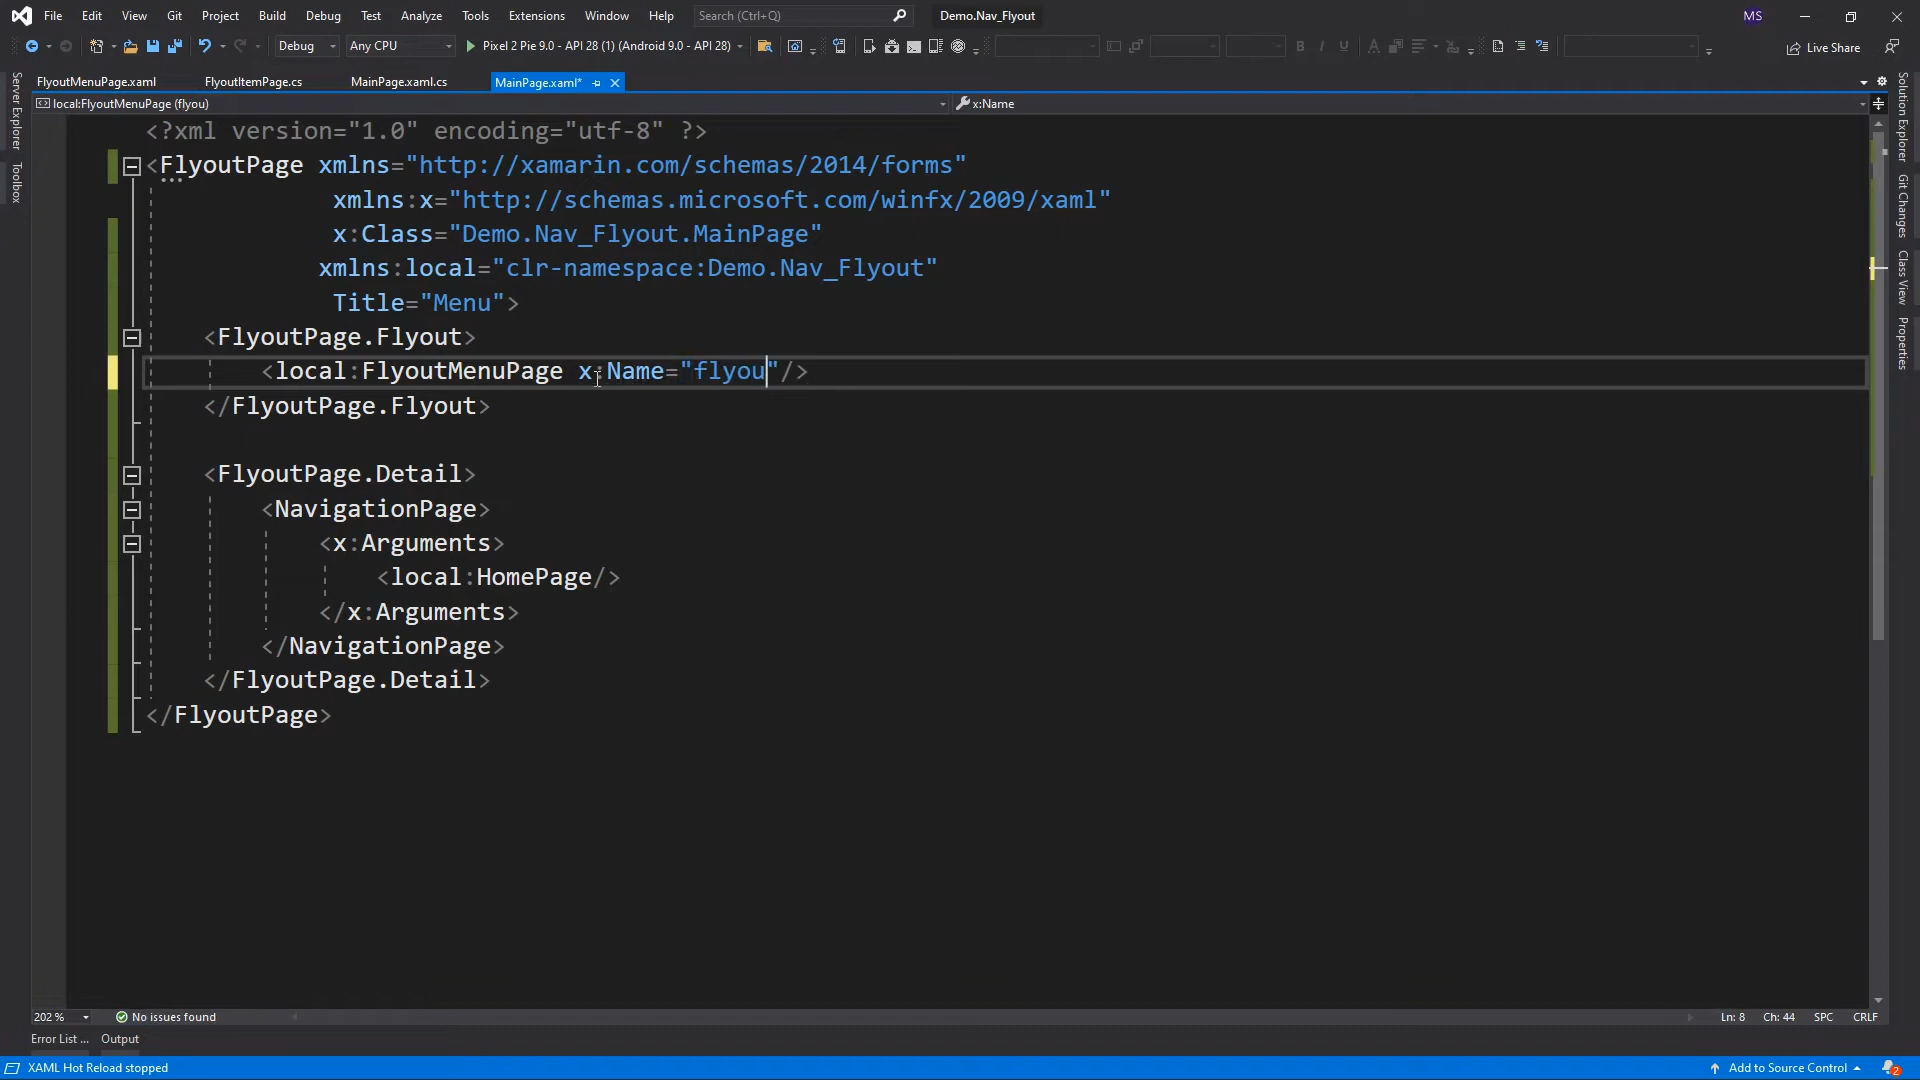 File Edit View Git Project Build Debug Test Analyze Tools Extensions Window Help Search (Ctrl+Q) Demo.Nav_Flyout MS
Debug Any CPU Pixel 2 Pie 9.0 - API 28 (1) (Android 9.0 - API 28) Live Share
FlyoutMenuPage.xaml FlyoutItemPage.cs MainPage.xaml.cs MainPage.xaml*
local:FlyoutMenuPage (flyou) x:Name
Server Explorer
Toolbox
<?xml version="1.0" encoding="utf-8" ?>
<FlyoutPage xmlns="http://xamarin.com/schemas/2014/forms"
xmlns:x="http://schemas.microsoft.com/winfx/2009/xaml"
x:Class="Demo.Nav_Flyout.MainPage"
xmlns:local="clr-namespace:Demo.Nav_Flyout"
Title="Menu">
<FlyoutPage.Flyout>
<local:FlyoutMenuPage x:Name="flyou"/>
</FlyoutPage.Flyout>
<FlyoutPage.Detail>
<NavigationPage>
<x:Arguments>
<local:HomePage/>
</x:Arguments>
</NavigationPage>
</FlyoutPage.Detail>
</FlyoutPage>
Solution Explorer
Git Changes
Class View
Properties
202 % No issues found Ln: 8 Ch: 44 SPC CRLF
Error List ... Output
XAML Hot Reload stopped Add to Source Control 2